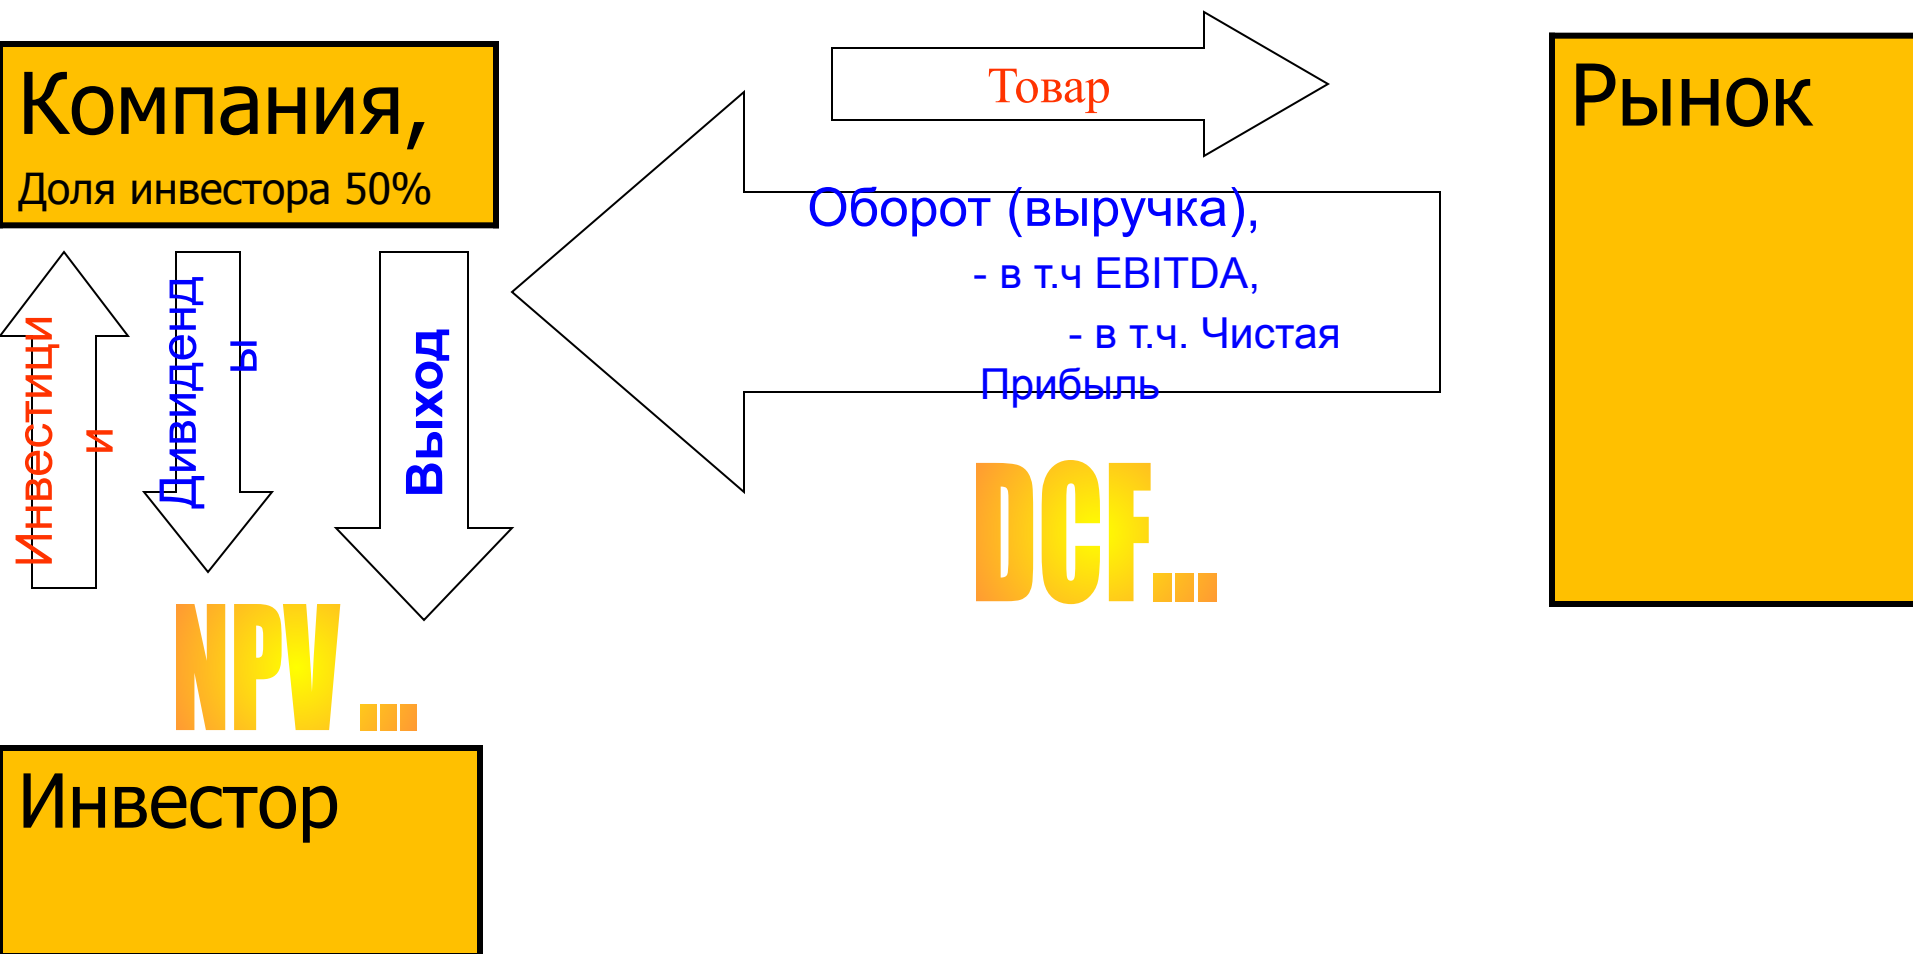 Компания,
Доля инвестора 50%
Товар
Рынок
Оборот (выручка),
- в т.ч EBITDA,
- в т.ч. Чистая
Прибыль
Инвестици
и
Дивиденд
ы
Выход
DCF...
NPV ...
Инвестор